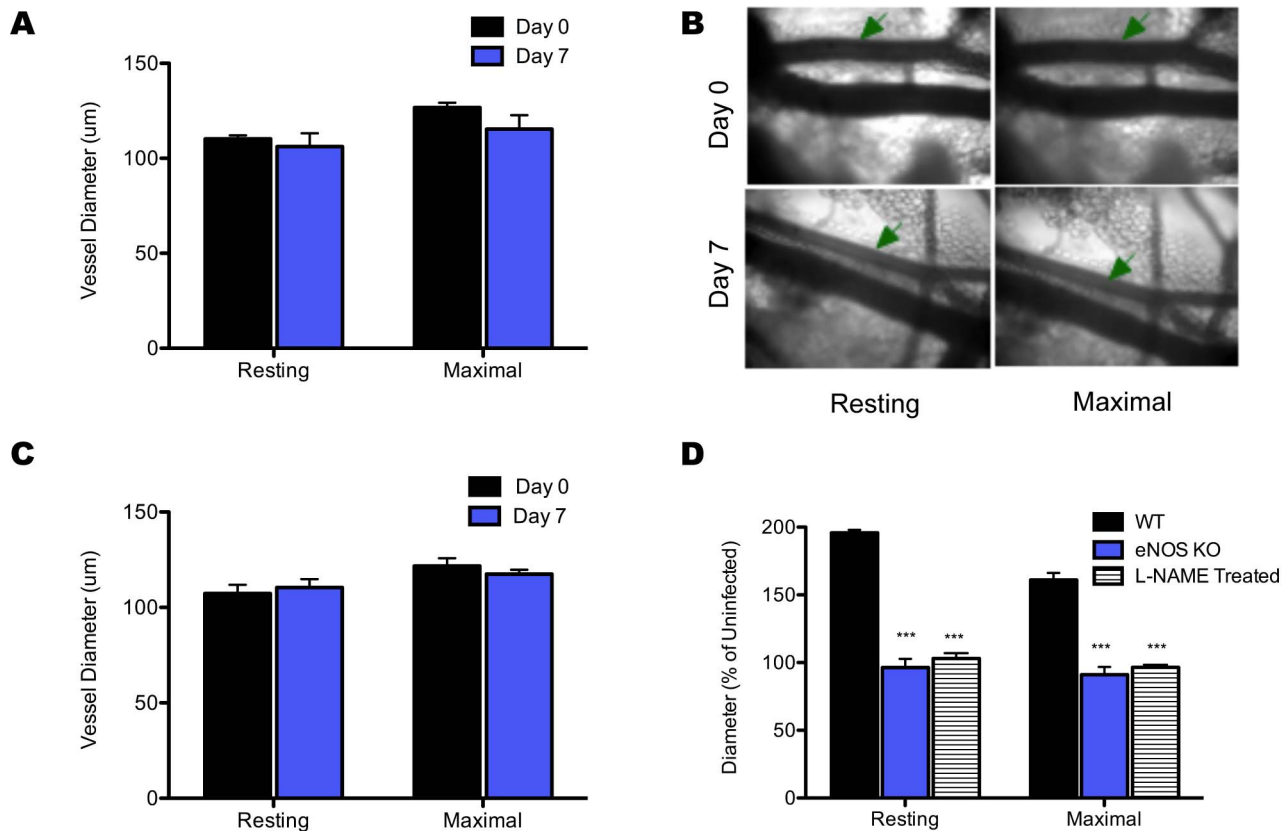 A
Day 0
Day 7
150
100
50
0
Vessel Diameter (um)
Resting
Maximal
B
Day 0
Day 7
Resting
Maximal
C
Day 0
Day 7
150
100
50
0
Vessel Diameter (um)
Resting
Maximal
D
WT
eNOS KO
L-NAME Treated
200
150
100
50
0
Diameter (% of Uninfected)
*** ***
*** ***
Resting
Maximal